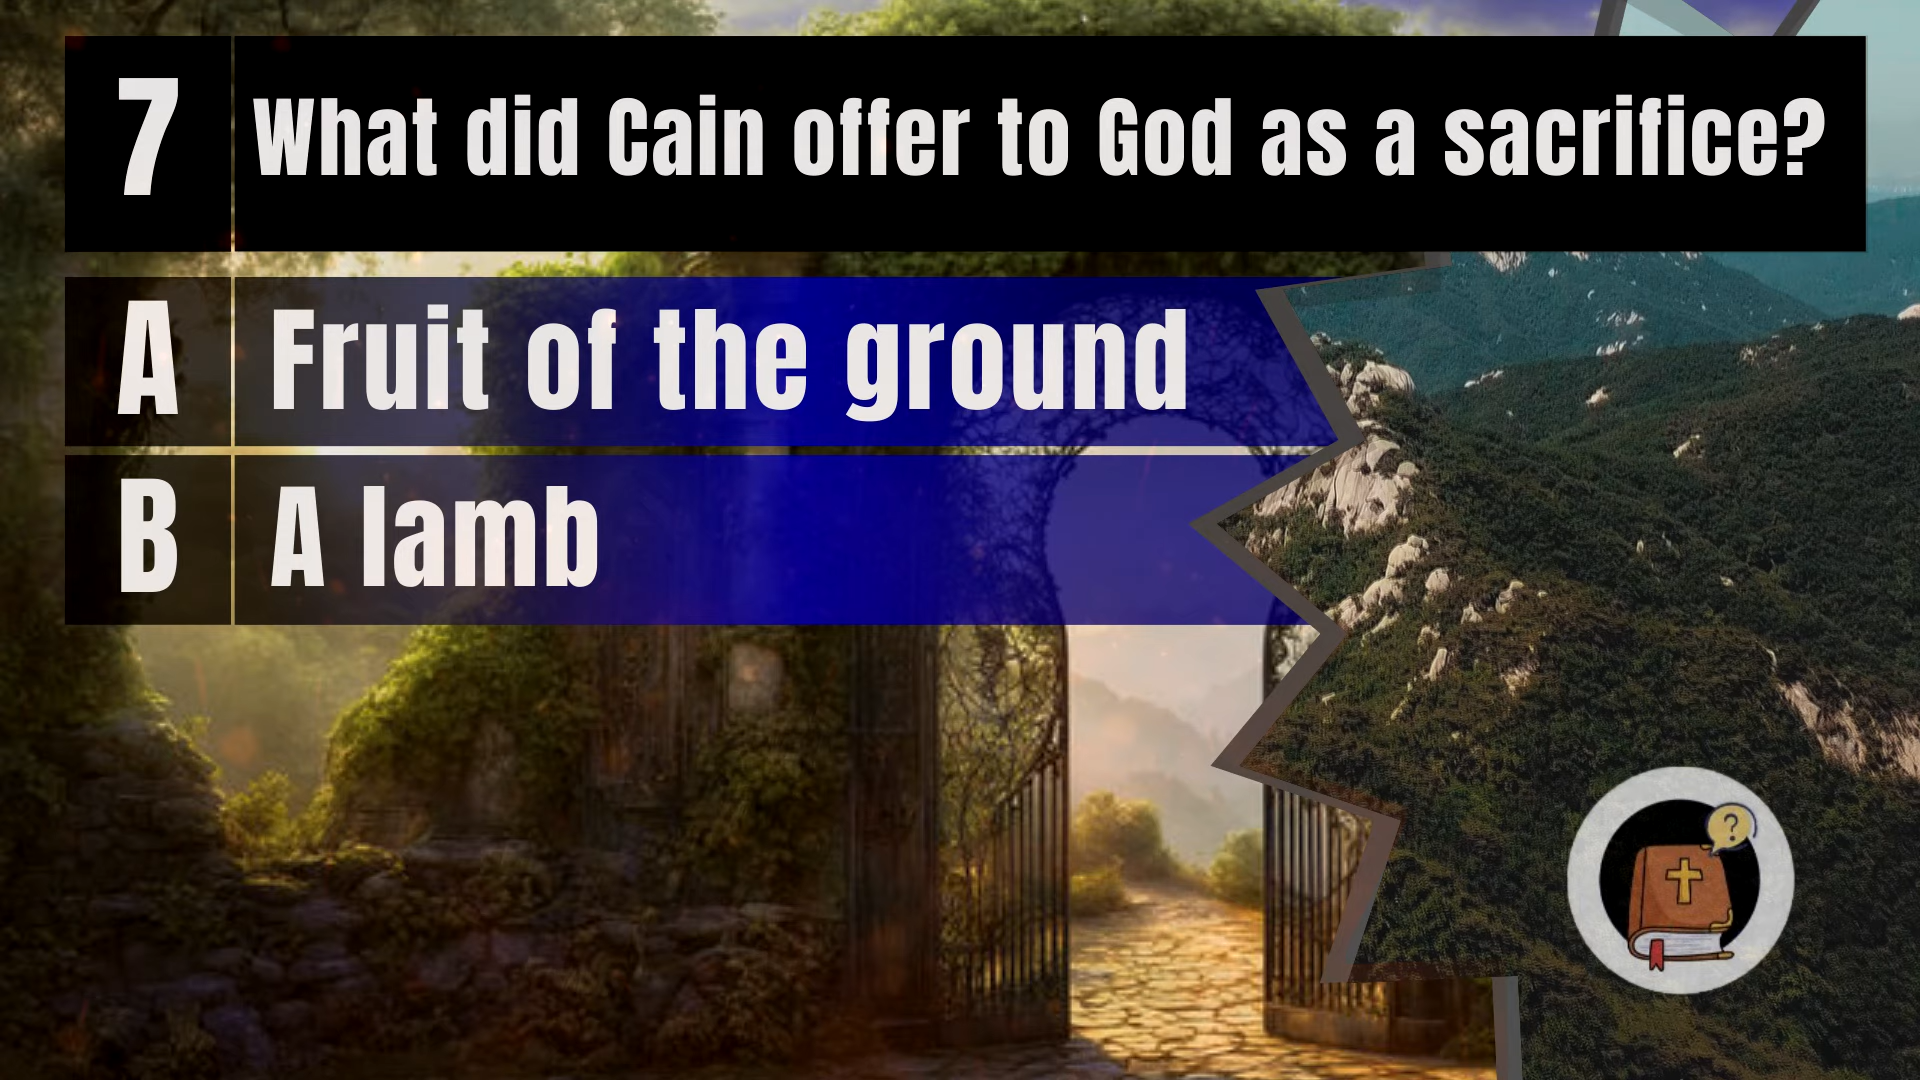 7 What did Cain offer to God as a sacrifice?
A Fruit of the ground
B A lamb
?